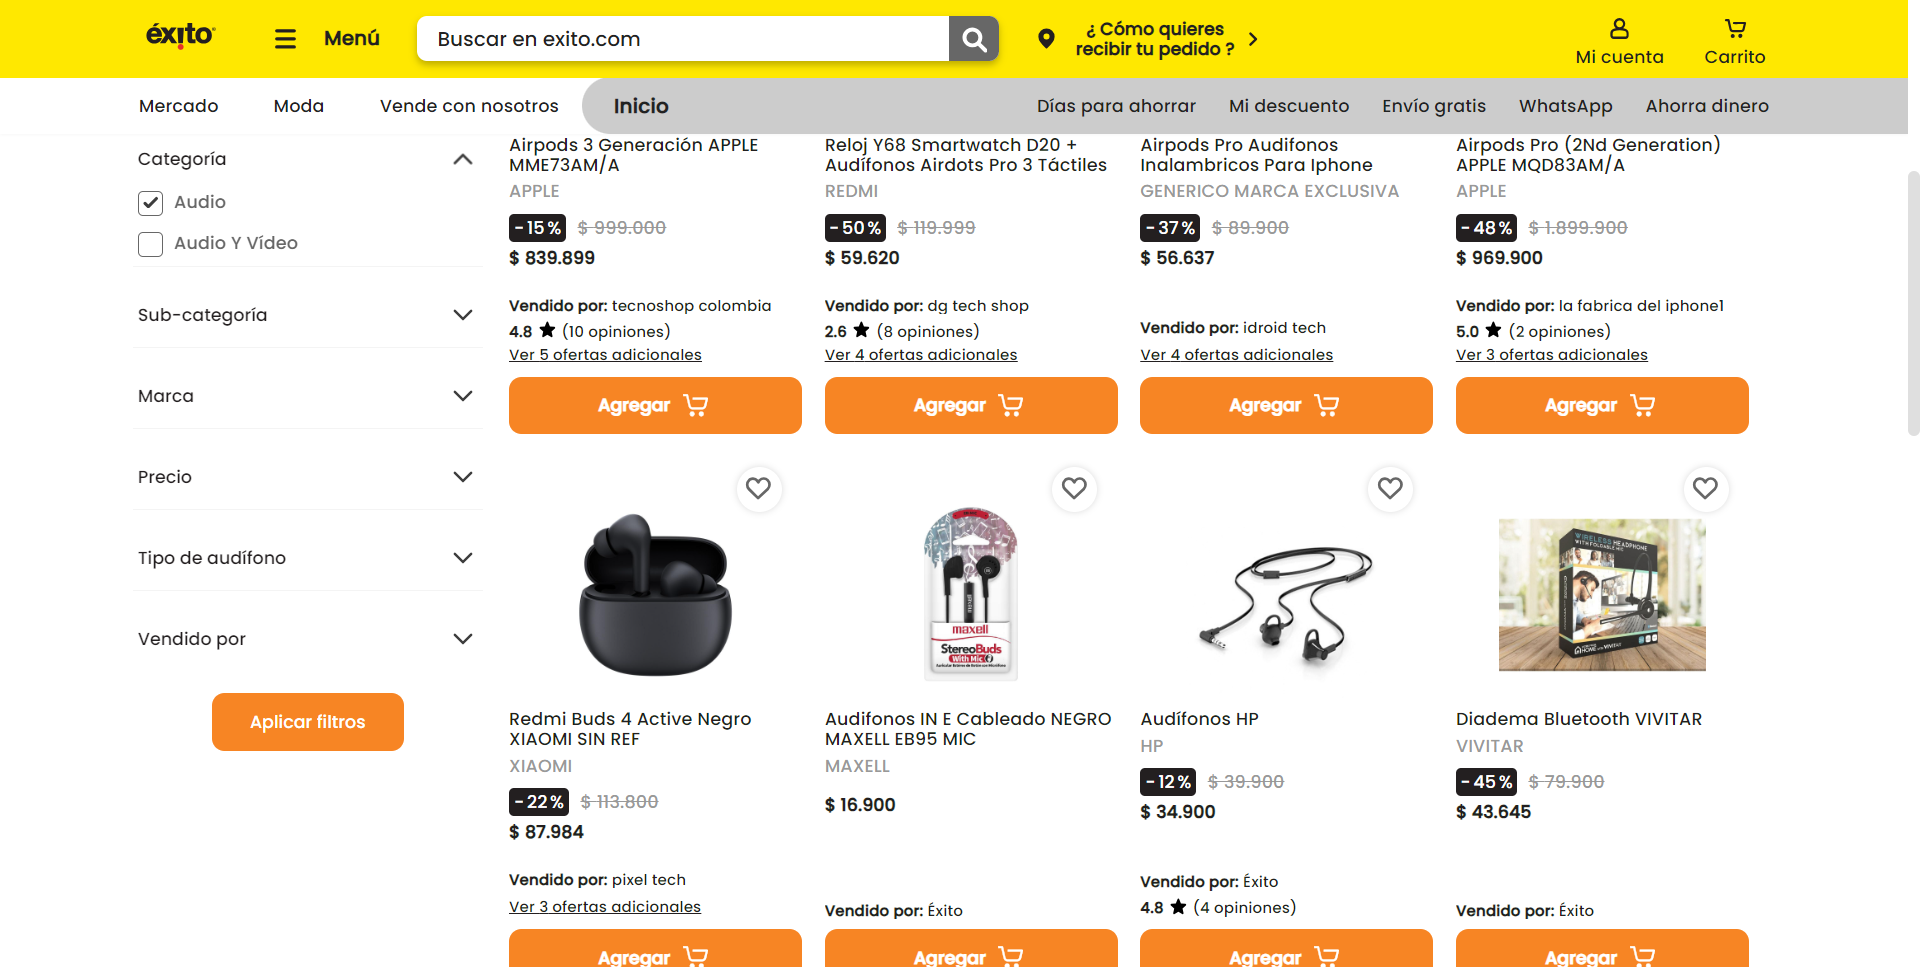 éxito
Menú
Buscar en exito.com
¿ Cómo quieres
recibir tu pedido ?
Mi cuenta
Carrito
Mercado
Moda
Vende con nosotros
Inicio
Días para ahorrar
Mi descuento
Envío gratis
WhatsApp
Ahorra dinero
Categoría
Audio
Audio Y Vídeo
Sub-categoría
Marca
Precio
Tipo de audífono
Vendido por
Aplicar filtros
Airpods 3 Generación APPLE
MME73AM/A
APPLE
-15% $ 999.000
$ 839.899
Vendido por: tecnoshop colombia
4.8 ★ (10 opiniones)
Ver 5 ofertas adicionales
Agregar
Reloj Y68 Smartwatch D20 +
Audífonos Airdots Pro 3 Táctiles
REDMI
-50% $ 119.999
$ 59.620
Vendido por: dg tech shop
2.6 ★ (8 opiniones)
Ver 4 ofertas adicionales
Agregar
Airpods Pro Audifonos
Inalambricos Para Iphone
GENERICO MARCA EXCLUSIVA
-37% $ 89.900
$ 56.637
Vendido por: idroid tech
Ver 4 ofertas adicionales
Agregar
Airpods Pro (2Nd Generation)
APPLE MQD83AM/A
APPLE
-48% $ 1.899.900
$ 969.900
Vendido por: la fabrica del iphone1
5.0 ★ (2 opiniones)
Ver 3 ofertas adicionales
Agregar
Redmi Buds 4 Active Negro
XIAOMI SIN REF
XIAOMI
-22% $ 113.800
$ 87.984
Vendido por: pixel tech
Ver 3 ofertas adicionales
Agregar
maxell
maxell
StereoBuds
With Mic
Audifonos IN E Cableado NEGRO
MAXELL EB95 MIC
MAXELL
$ 16.900
Vendido por: Éxito
Agregar
Audífonos HP
HP
-12% $ 39.900
$ 34.900
Vendido por: Éxito
4.8 ★ (4 opiniones)
Agregar
WIRELESS HEADPHONE
WITH FOLDABLE MIC
Diadema Bluetooth VIVITAR
VIVITAR
-45% $ 79.900
$ 43.645
Vendido por: Éxito
Agregar